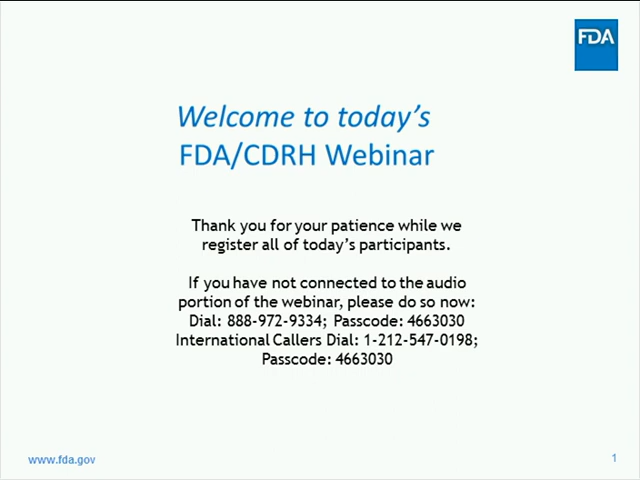 FDA
Welcome to today's
FDA/CDRH Webinar
Thank you for your patience while we
register all of today's participants.
If you have not connected to the audio
portion of the webinar, please do so now:
Dial: 888-972-9334; Passcode: 4663030
International Callers Dial: 1-212-547-0198;
Passcode: 4663030
www.fda.gov
1